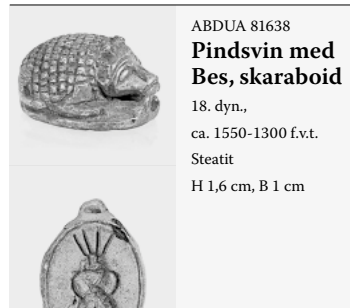 ABDUA 81638
Pindsvin med
Bes, skaraboid
18. dyn.,
ca. 1550-1300 f.v.t.
Steatit
H 1,6 cm, B 1 cm